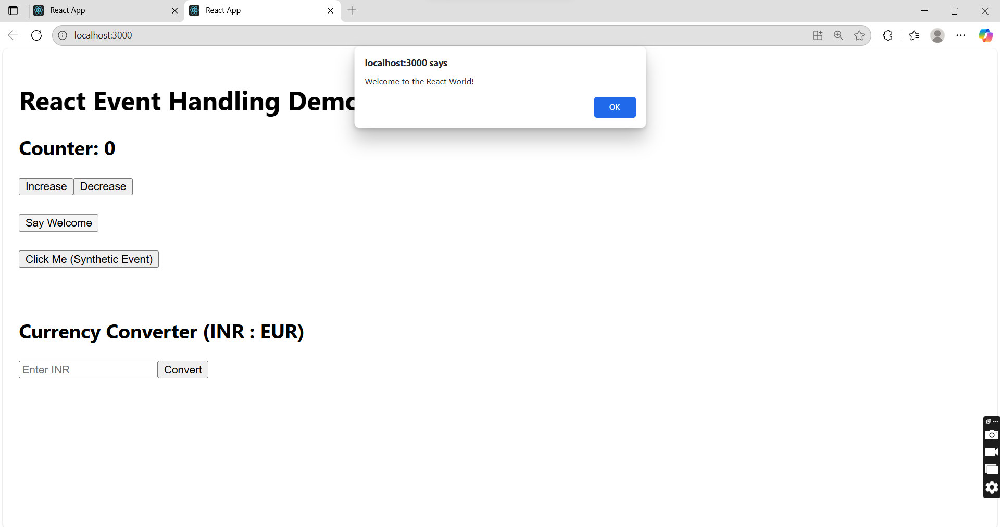 React App
React App
localhost:3000
localhost:3000 says
Welcome to the React World!
OK
React Event Handling Demo
Counter: 0
Increase
Decrease
Say Welcome
Click Me (Synthetic Event)
Currency Converter (INR : EUR)
Enter INR
Convert